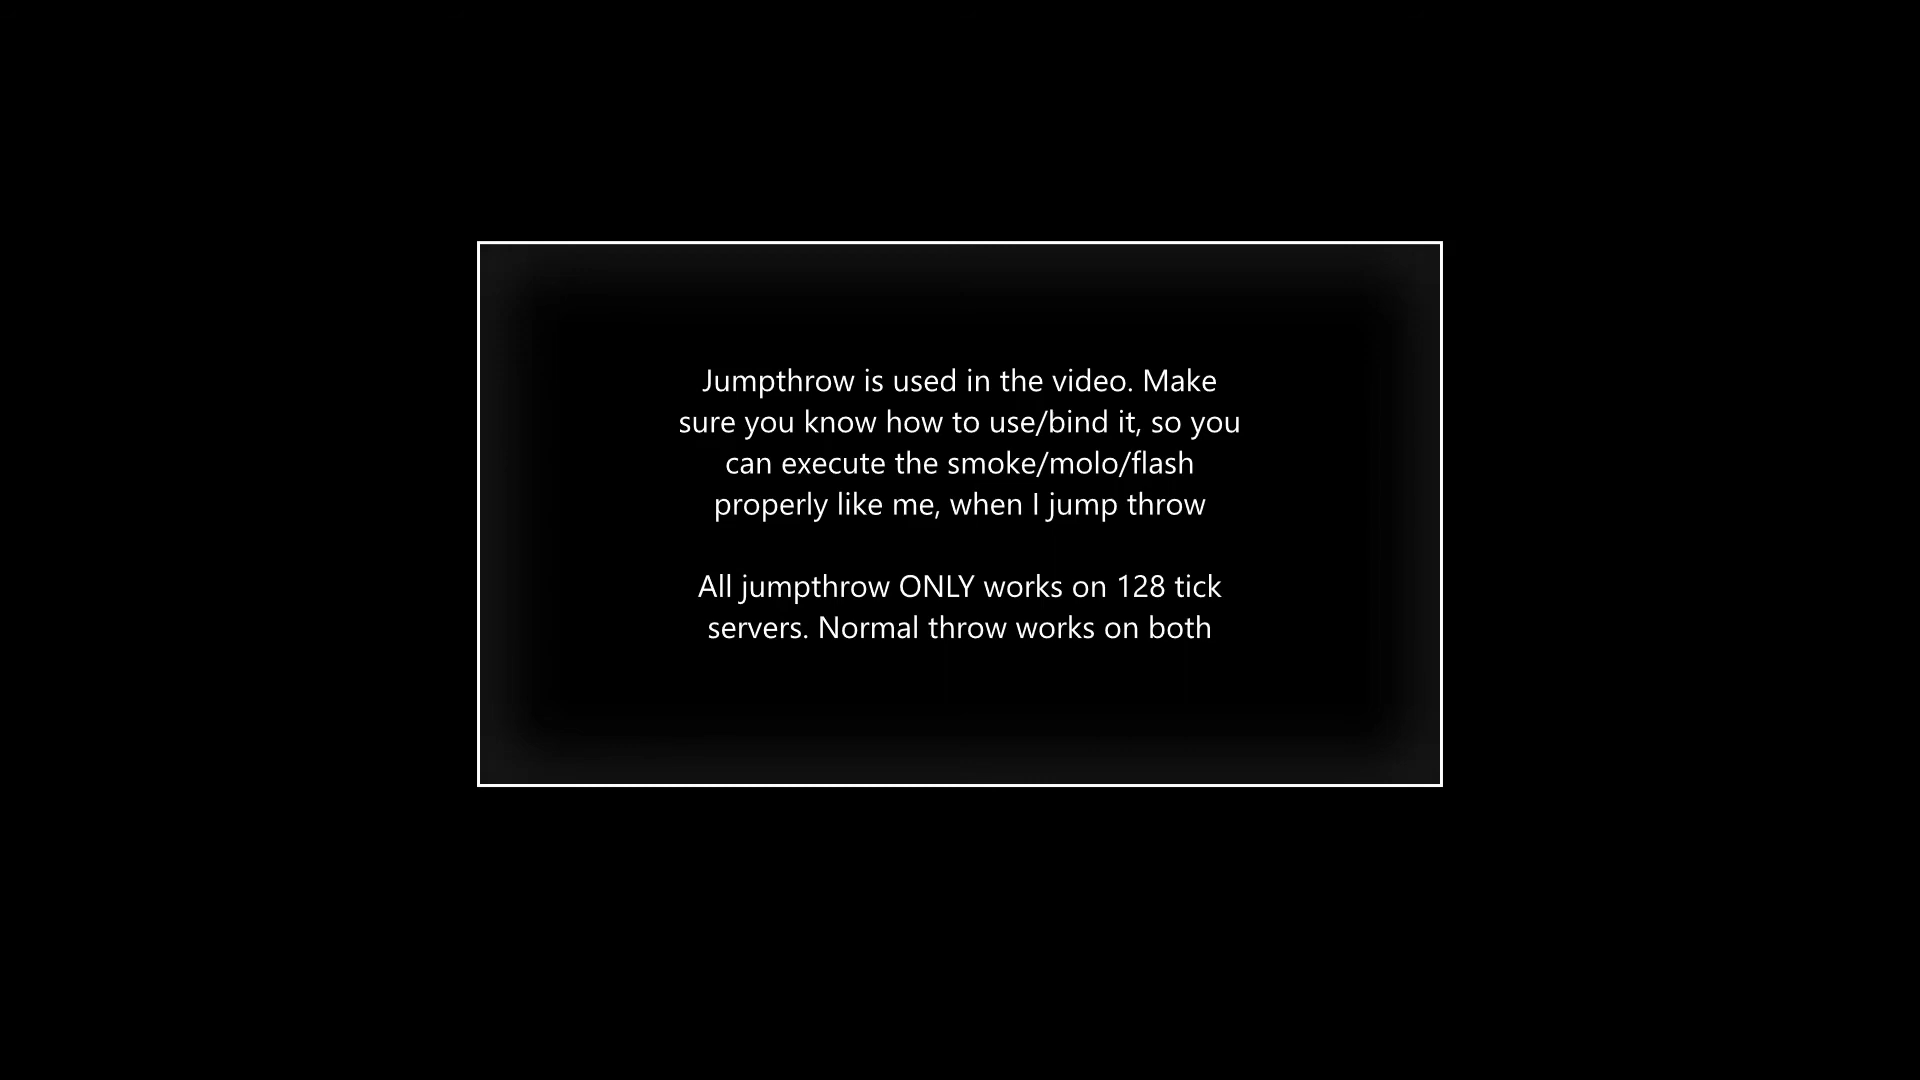 Jumpthrow is used in the video. Make
sure you know how to use/bind it, so you
can execute the smoke/molo/flash
properly like me, when I jump throw
All jumpthrow ONLY works on 128 tick
servers. Normal throw works on both